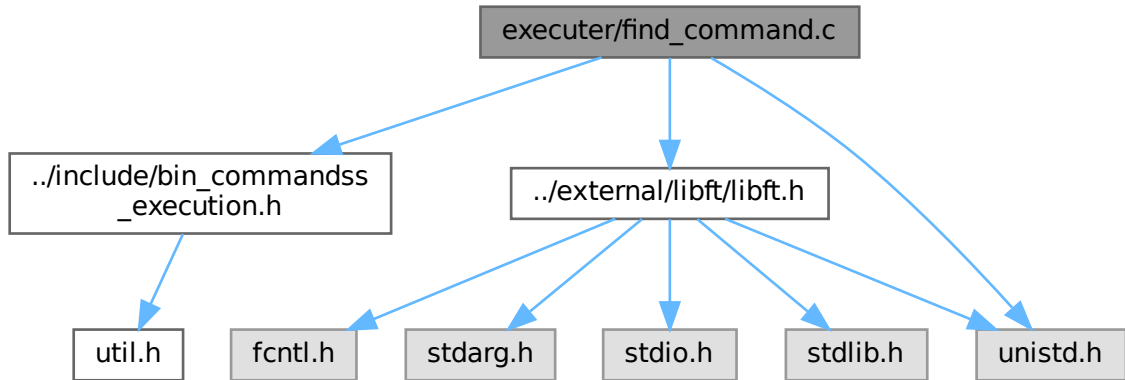 executer/find_command.c
../include/bin_commandss
_execution.h
../external/libft/libft.h
util.h
fcntl.h
stdarg.h
stdio.h
stdlib.h
unistd.h